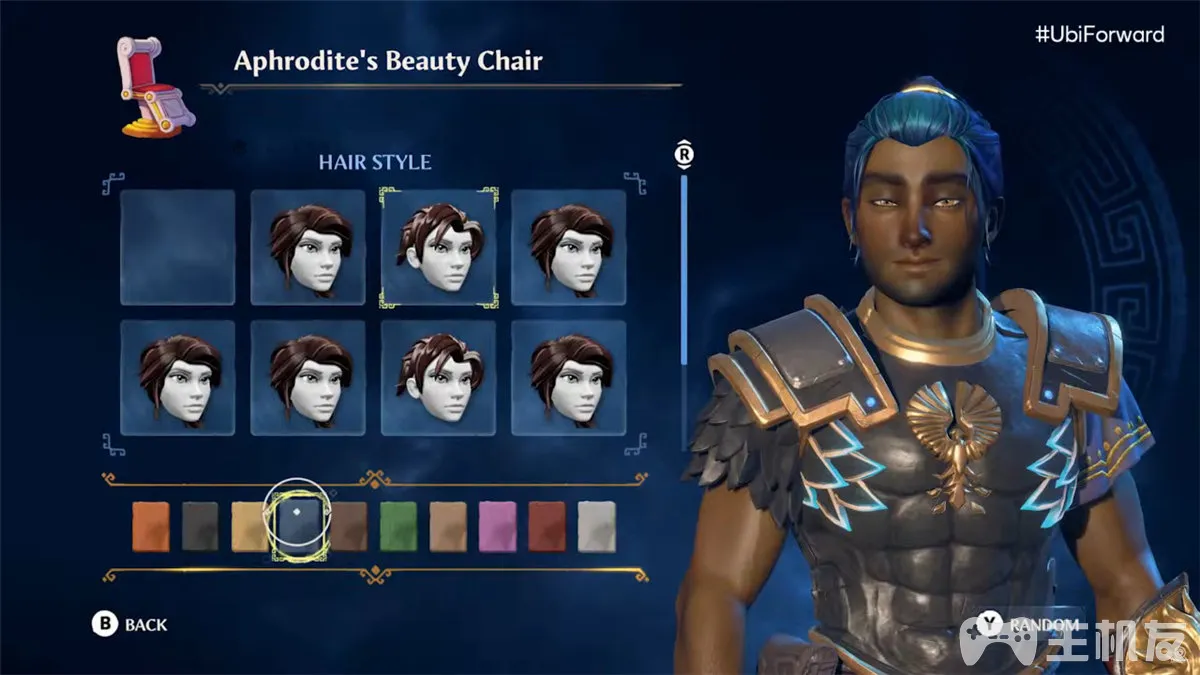 #UbiForward
Aphrodite's Beauty Chair
HAIR STYLE
R
B BACK
Y RANDOM
主机友